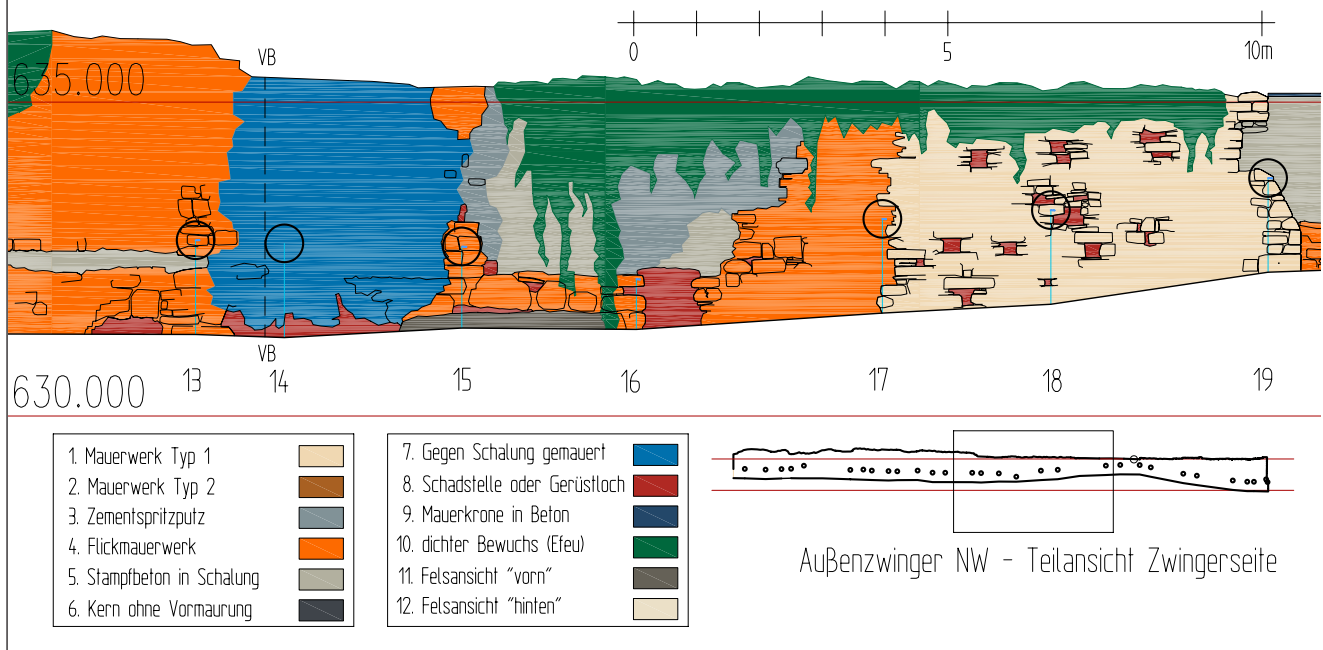 0 5 10m
VB
635.000
VB
13 14 15 16 17 18 19
630.000
1. Mauerwerk Typ 1
2. Mauerwerk Typ 2
3. Zementspritzputz
4. Flickmauerwerk
5. Stampfbeton in Schalung
6. Kern ohne Vormaurung
7. Gegen Schalung gemauert
8. Schadstelle oder Gerüstloch
9. Mauerkrone in Beton
10. dichter Bewuchs (Efeu)
11. Felsansicht "vorn"
12. Felsansicht "hinten"
Außenzwinger NW - Teilansicht Zwingerseite